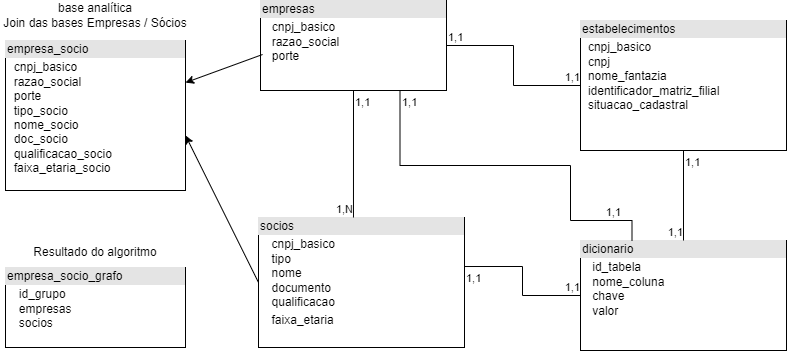 base analítica
Join das bases Empresas / Sócios
empresa_socio
cnpj_basico
razao_social
porte
tipo_socio
nome_socio
doc_socio
qualificacao_socio
faixa_etaria_socio
Resultado do algoritmo
empresa_socio_grafo
id_grupo
empresas
socios
empresas
cnpj_basico
razao_social
porte
1,1
1,1
1,1
1,1
1,N
socios
cnpj_basico
tipo
nome
documento
qualificacao
faixa_etaria
1,1
1,1
estabelecimentos
cnpj_basico
cnpj
nome_fantazia
identificador_matriz_filial
situacao_cadastral
1,1
1,1
1,1
dicionario
id_tabela
nome_coluna
chave
valor